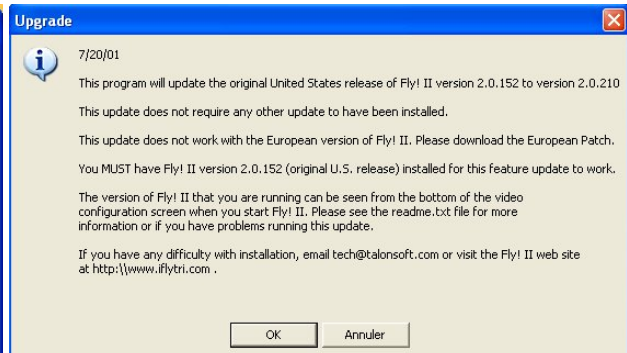 Upgrade
7/20/01
This program will update the original United States release of Fly! II version 2.0.152 to version 2.0.210
This update does not require any other update to have been installed.
This update does not work with the European version of Fly! II. Please download the European Patch.
You MUST have Fly! II version 2.0.152 (original U.S. release) installed for this feature update to work.
The version of Fly! II that you are running can be seen from the bottom of the video
configuration screen when you start Fly! II. Please see the readme.txt file for more
information or if you have problems running this update.
If you have any difficulty with installation, email tech@talonsoft.com or visit the Fly! II web site
at http:\\www.iflytri.com .
OK
Annuler